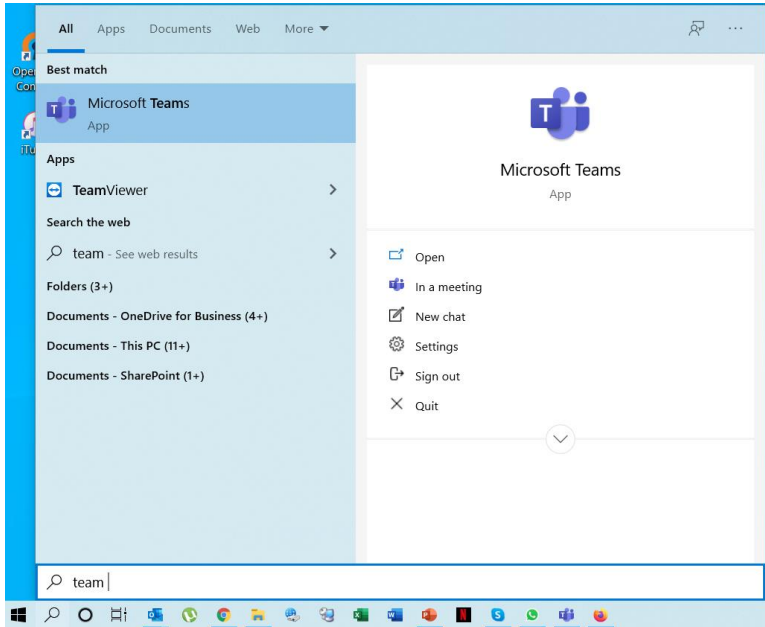 All Apps Documents Web More
Best match
Microsoft Teams
App
Apps
TeamViewer
Search the web
team - See web results
Folders (3+)
Documents - OneDrive for Business (4+)
Documents - This PC (11+)
Documents - SharePoint (1+)
Microsoft Teams
App
Open
In a meeting
New chat
Settings
Sign out
Quit
team